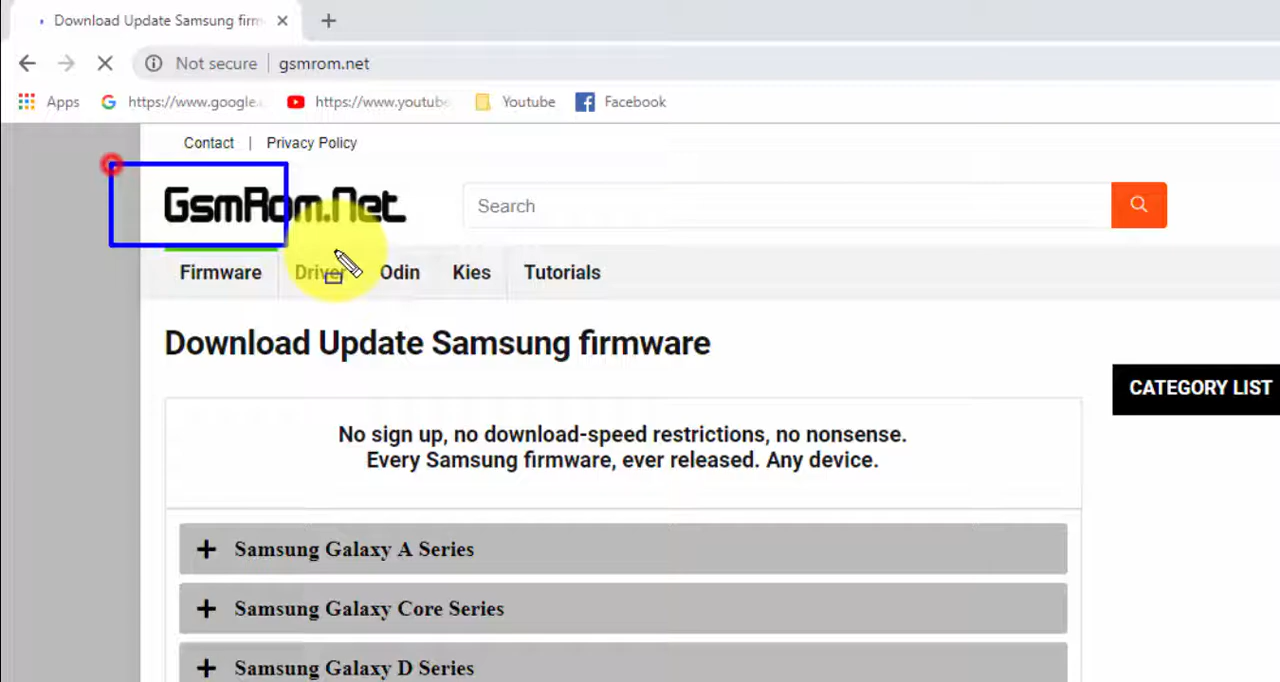 Download Update Samsung firm
Not secure gsmrom.net
Apps https://www.google. https://www.youtube Youtube Facebook
Contact | Privacy Policy
GsmRom.Net
Search
Firmware Driver Odin Kies Tutorials
Download Update Samsung firmware
CATEGORY LIST
No sign up, no download-speed restrictions, no nonsense.
Every Samsung firmware, ever released. Any device.
+ Samsung Galaxy A Series
+ Samsung Galaxy Core Series
+ Samsung Galaxy D Series